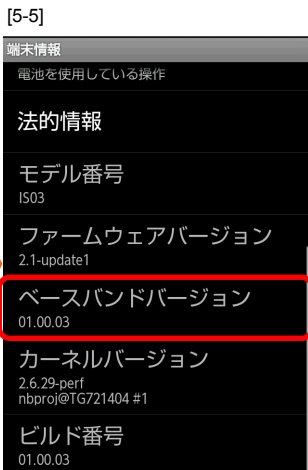 [5-5]
端末情報
電池を使用している操作
法的情報
モデル番号
IS03
ファームウェアバージョン
2.1-update1
ベースバンドバージョン
01.00.03
カーネルバージョン
2.6.29-perf
nbproj@TG721404 #1
ビルド番号
01.00.03